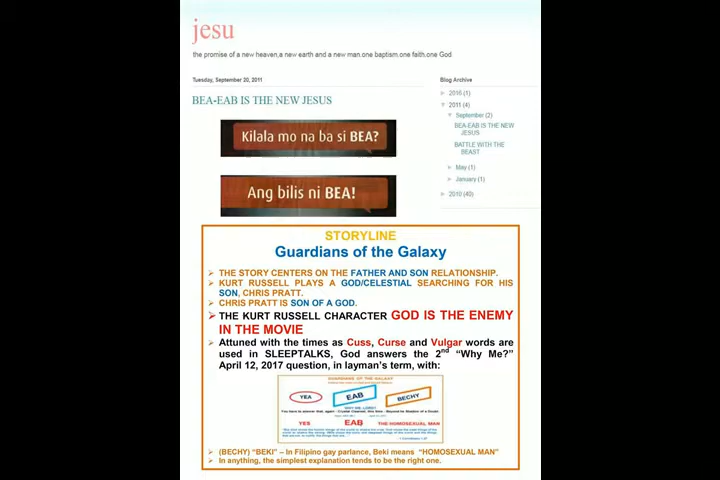 jesu
the promise of a new heaven,a new earth and a new man.one baptism.one faith.one God
Tuesday, September 20, 2011
BEA-EAB IS THE NEW JESUS
Kilala mo na ba si BEA?
Ang bilis ni BEA!
Blog Archive
► 2016 (1)
▼ 2011 (4)
▼ September (2)
BEA-EAB IS THE NEW
JESUS
BATTLE WITH THE
BEAST
► May (1)
► January (1)
► 2010 (40)
STORYLINE
Guardians of the Galaxy
➢ THE STORY CENTERS ON THE FATHER AND SON RELATIONSHIP.
➢ KURT RUSSELL PLAYS A GOD/CELESTIAL SEARCHING FOR HIS
SON, CHRIS PRATT.
➢ CHRIS PRATT IS SON OF A GOD.
➢ THE KURT RUSSELL CHARACTER GOD IS THE ENEMY
IN THE MOVIE
➢ Attuned with the times as Cuss, Curse and Vulgar words are
used in SLEEPTALKS, God answers the 2nd "Why Me?"
April 12, 2017 question, in layman's term, with:
GUARDIANS OF THE GALAXY
YEA
EAB
BECHY
WHY ME, LORD?
YES
EAB
THE HOMOSEXUAL MAN
➢ (BECHY) "BEKI" – In Filipino gay parlance, Beki means "HOMOSEXUAL MAN"
➢ In anything, the simplest explanation tends to be the right one.